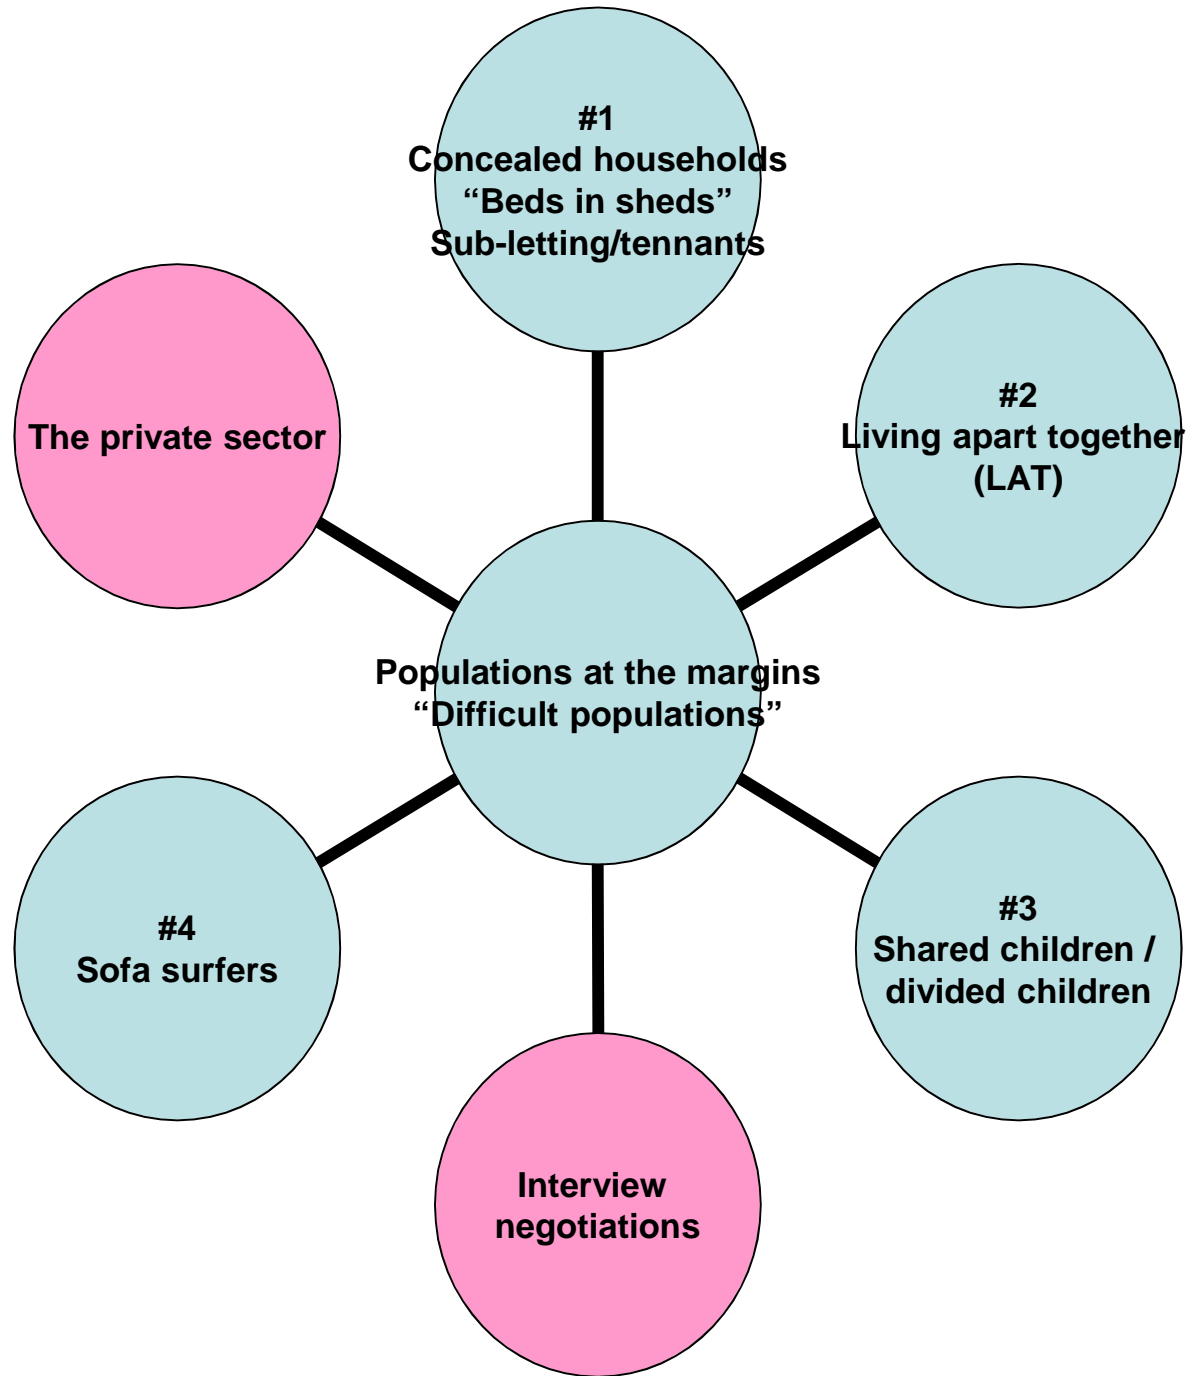 #1
Concealed households
“Beds in sheds”
Sub-letting/tennants
The private sector
#2
Living apart together
(LAT)
Populations at the margins
“Difficult populations”
#4
Sofa surfers
#3
Shared children /
divided children
Interview
negotiations